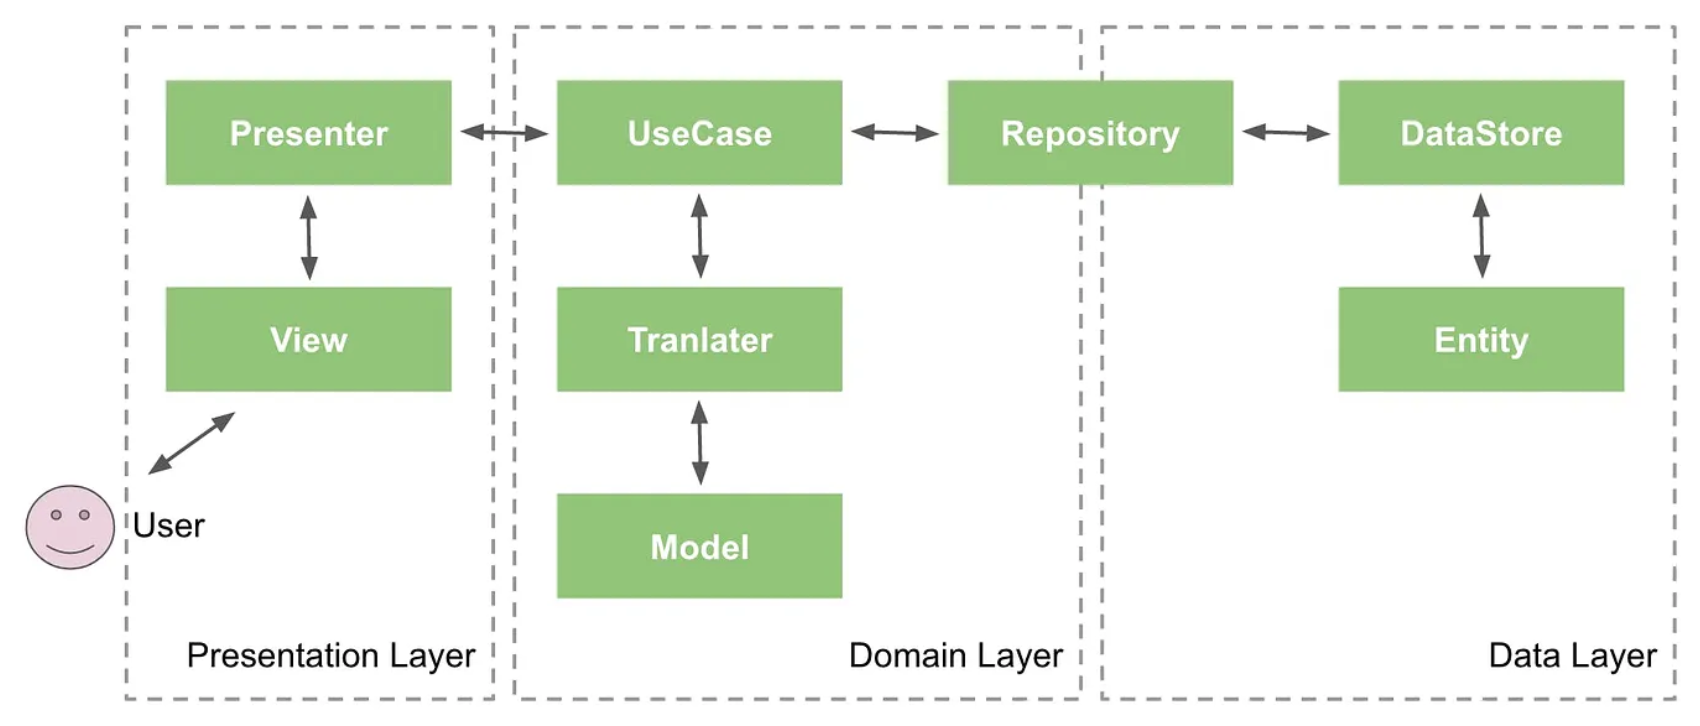 Presenter
UseCase
Repository
DataStore
View
Tranlater
Entity
User
Model
Presentation Layer
Domain Layer
Data Layer